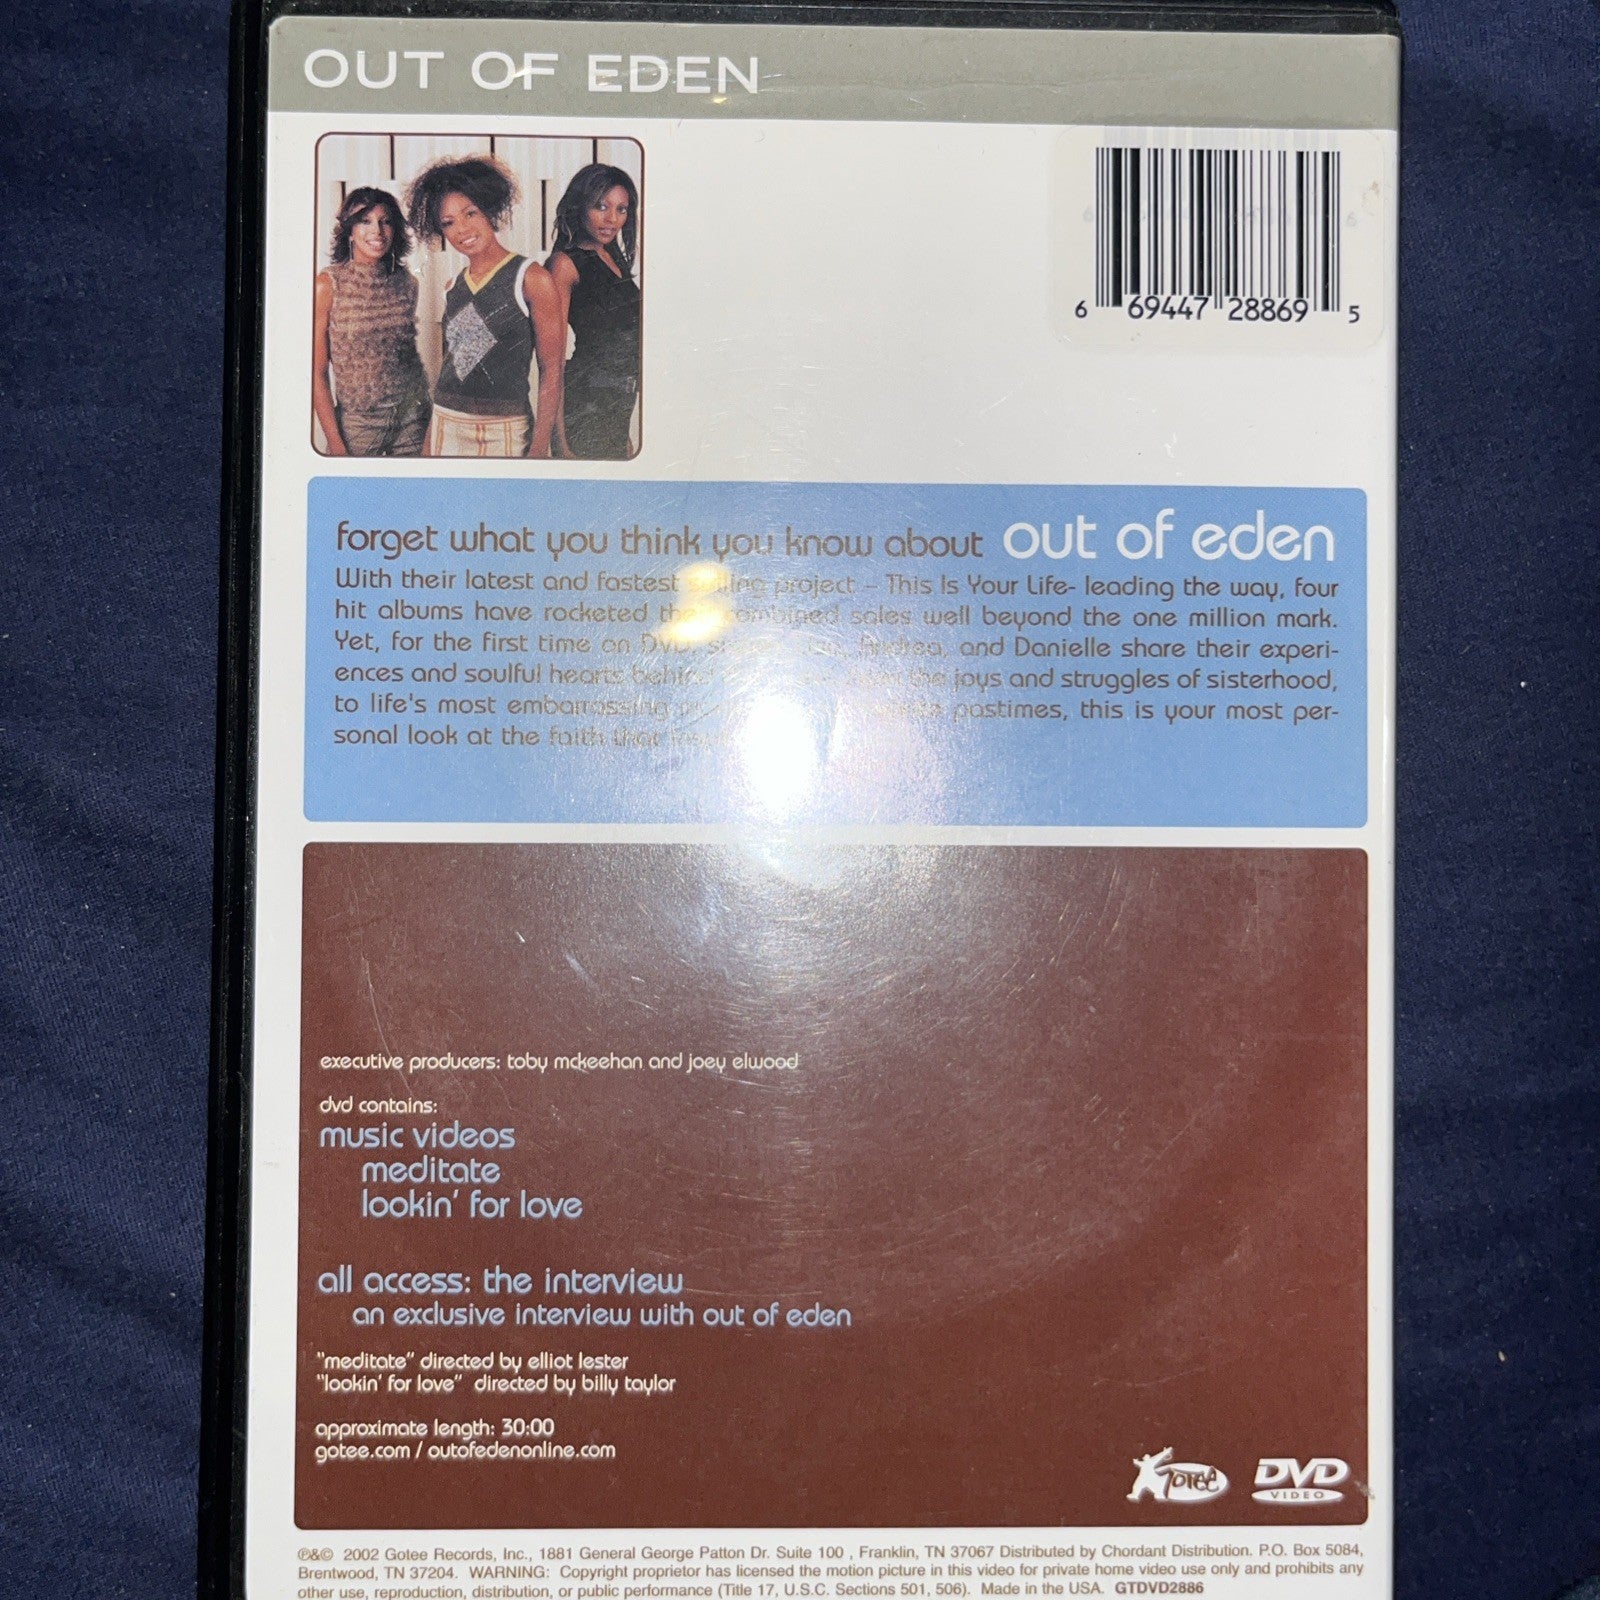 OUT OF EDEN
6 69447 28869 5
forget what you think you know about out of eden
With their latest and fastest selling project – This Is Your Life- leading the way, four
hit albums have rocketed their combined sales well beyond the one million mark.
Yet, for the first time on DVD, Andrea, and Danielle share their experi-
ences and soulful hearts behind the joys and struggles of sisterhood,
to life's most embarrassing pastimes, this is your most per-
sonal look at the faith that
executive producers: toby mckeehan and joey elwood
dvd contains:
music videos
meditate
lookin' for love
all access: the interview
an exclusive interview with out of eden
"meditate" directed by elliot lester
"lookin' for love" directed by billy taylor
approximate length: 30:00
gotee.com / outofedenonline.com
GOTEE
DVD
VIDEO
℗&© 2002 Gotee Records, Inc., 1881 General George Patton Dr. Suite 100 , Franklin, TN 37067 Distributed by Chordant Distribution. P.O. Box 5084,
Brentwood, TN 37204. WARNING: Copyright proprietor has licensed the motion picture in this video for private home video use only and prohibits any
other use, reproduction, distribution, or public performance (Title 17, U.S.C. Sections 501, 506). Made in the USA. GTDVD2886